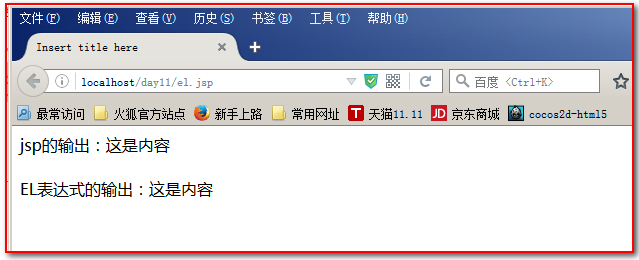 文件(F) 编辑(E) 查看(V) 历史(S) 书签(B) 工具(T) 帮助(H)
Insert title here
localhost/day11/el.jsp 百度 <Ctrl+K>
最常访问 火狐官方站点 新手上路 常用网址 T 天猫11.11 JD 京东商城 cocos2d-html5
jsp的输出：这是内容
EL表达式的输出：这是内容